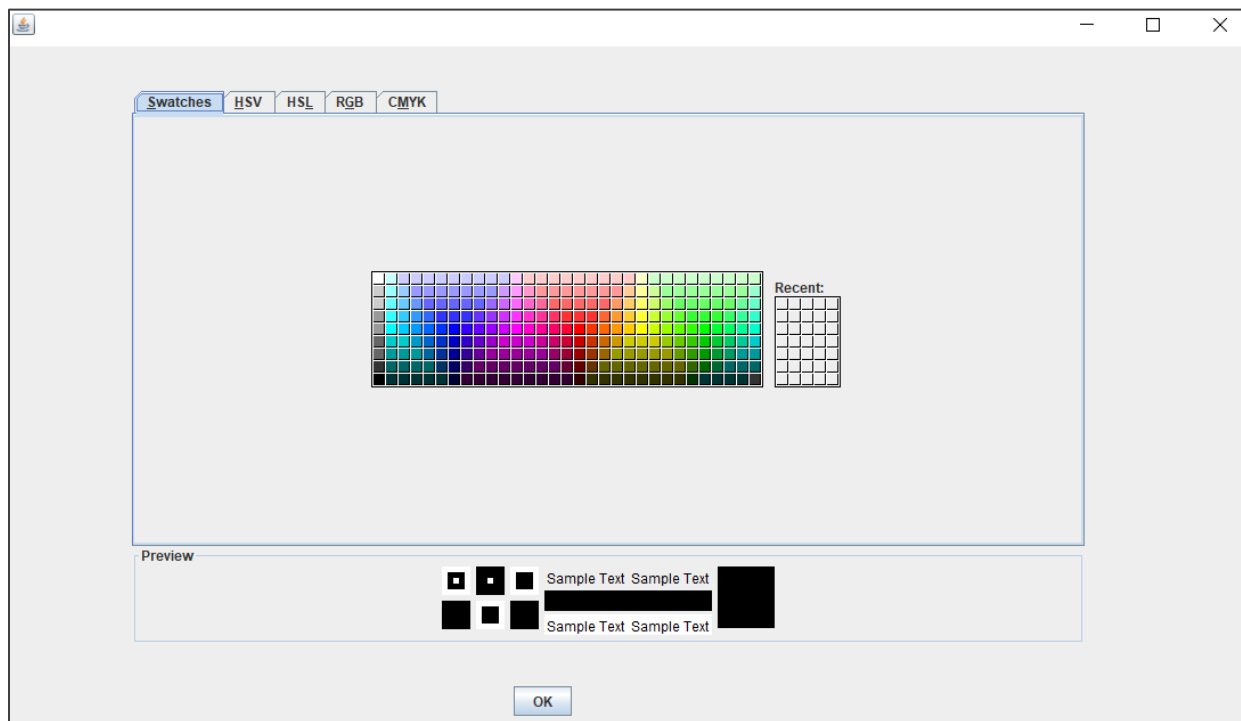 Swatches HSV HSL RGB CMYK
Recent:
Preview
Sample Text Sample Text
Sample Text Sample Text
OK